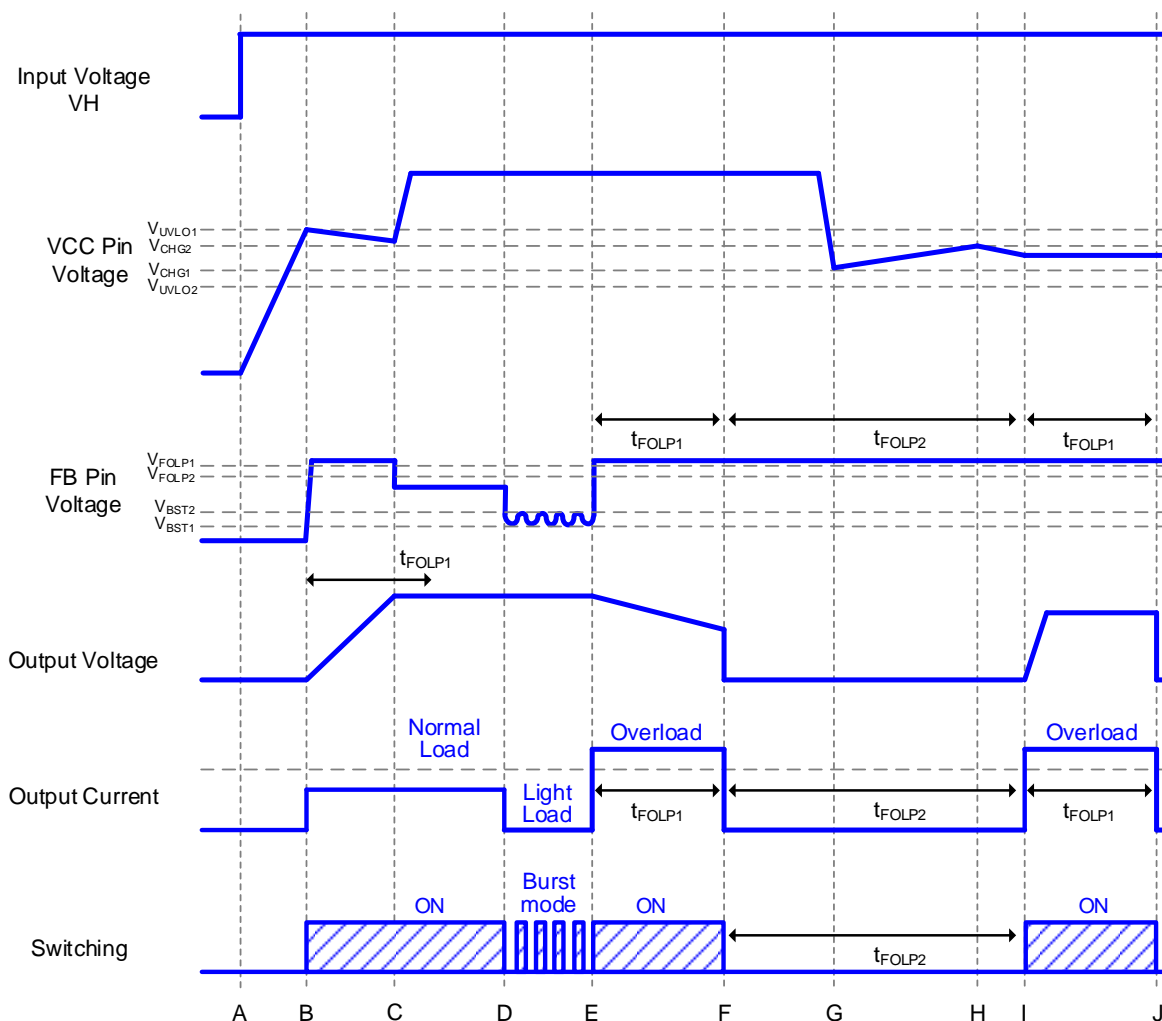 Input Voltage
VH
VCC Pin
Voltage
VUVLO1
VCHG2
VCHG1
VUVLO2
FB Pin
Voltage
VFOLP1
VFOLP2
VBST2
VBST1
tFOLP1
tFOLP2
tFOLP1
tFOLP1
Output Voltage
Normal
Load
Overload
Overload
Output Current
Light
Load
tFOLP1
tFOLP2
tFOLP1
Burst
mode
ON
ON
ON
Switching
tFOLP2
A B C D E F G H I J